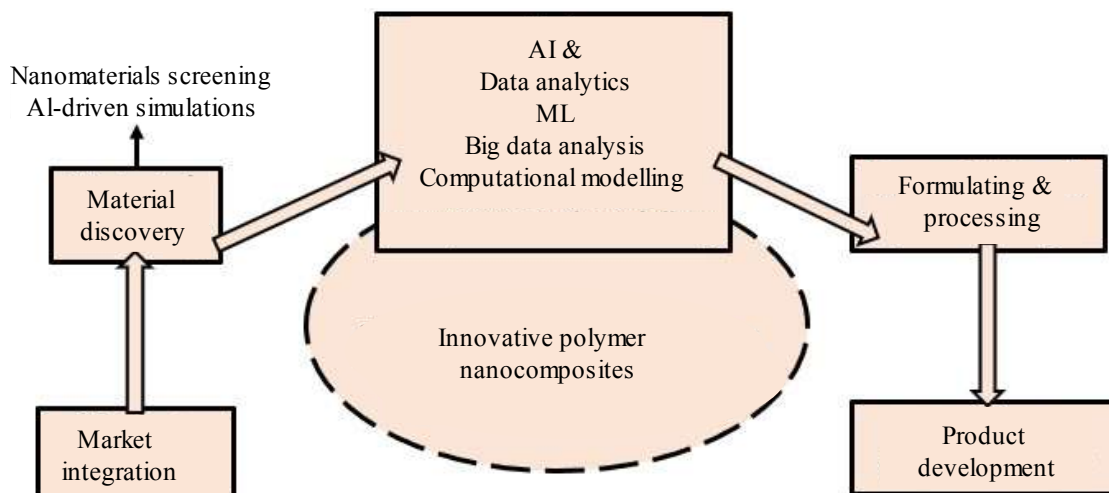 Nanomaterials screening
AI-driven simulations
Material
discovery
Market
integration
AI &
Data analytics
ML
Big data analysis
Computational modelling
Innovative polymer
nanocomposites
Formulating &
processing
Product
development